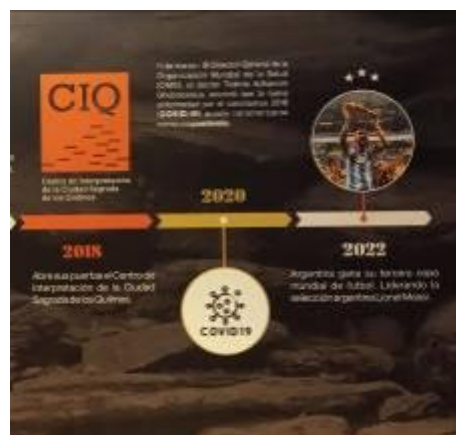 CIQ
Centro de Interpretación
de la Ciudad Sagrada
de los Quilmes
11 de marzo - El Director General de la
Organización Mundial de la Salud
(OMS), el doctor Tedros Adhanom
que la nueva
enfermedad por el coronavirus 2019
(COVID-19) puede caracterizarse
como una pandemia.
2018
2020
2022
Abre sus puertas el Centro de
Interpretación de la Ciudad
Sagrada de los Quilmes.
COVID19
Argentina gana su tercera copa
mundial de fútbol. Liderando la
selección argentina Lionel Messi.